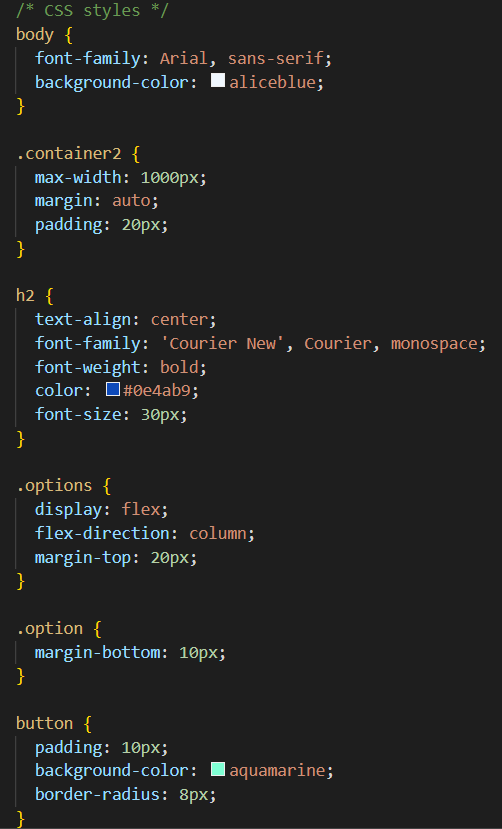 /* CSS styles */
body {
  font-family: Arial, sans-serif;
  background-color: aliceblue;
}

.container2 {
  max-width: 1000px;
  margin: auto;
  padding: 20px;
}

h2 {
  text-align: center;
  font-family: 'Courier New', Courier, monospace;
  font-weight: bold;
  color: #0e4ab9;
  font-size: 30px;
}

.options {
  display: flex;
  flex-direction: column;
  margin-top: 20px;
}

.option {
  margin-bottom: 10px;
}

button {
  padding: 10px;
  background-color: aquamarine;
  border-radius: 8px;
}